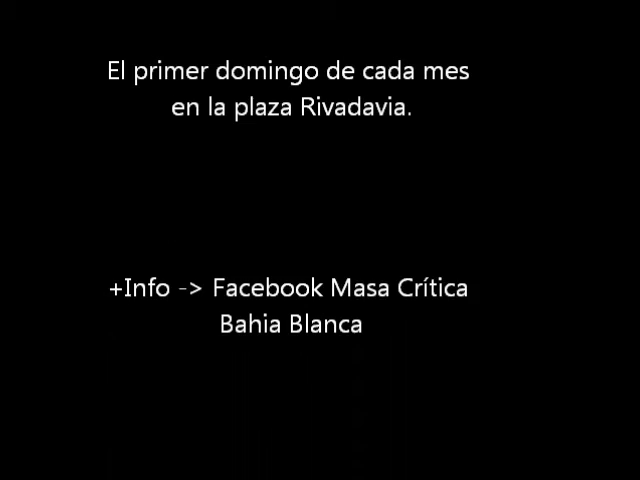 El primer domingo de cada mes
en la plaza Rivadavia.
+Info -> Facebook Masa Crítica
Bahia Blanca